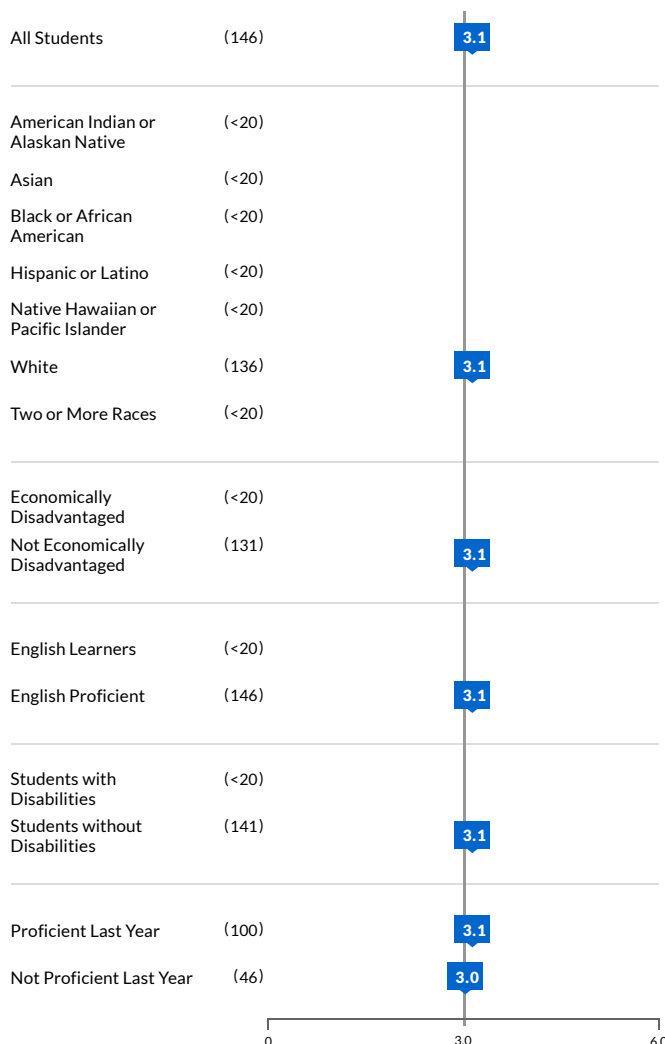 All Students (146) 3.1
American Indian or
Alaskan Native (<20)
Asian (<20)
Black or African
American (<20)
Hispanic or Latino (<20)
Native Hawaiian or
Pacific Islander (<20)
White (136) 3.1
Two or More Races (<20)
Economically
Disadvantaged (<20)
Not Economically
Disadvantaged (131) 3.1
English Learners (<20)
English Proficient (146) 3.1
Students with
Disabilities (<20)
Students without
Disabilities (141) 3.1
Proficient Last Year (100) 3.1
Not Proficient Last Year (46) 3.0
0 3.0 6.0